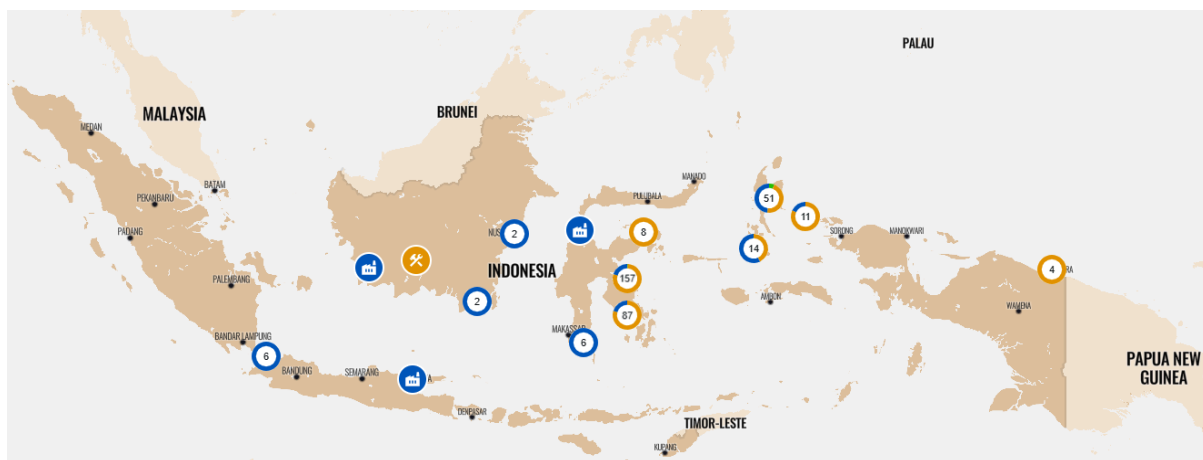 PALAU
MALAYSIA
BRUNEI
MEDAN
BATAM
PEKANBARU
PADANG
PALEMBANG
BANDAR LAMPUNG
6
BANDUNG
SEMARANG
A
DENPASAR
NUS
2
2
INDONESIA
MANADO
PULUBALA
8
157
87
MAKASSAR
6
51
11
14
SORONG
MANOKWARI
AMBON
4
RA
WAMENA
PAPUA NEW
GUINEA
TIMOR-LESTE
KUPANG